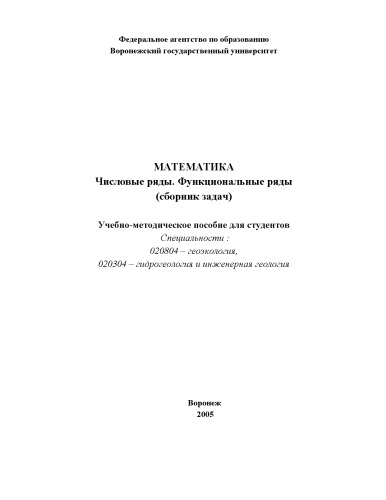 Федеральное агентство по образованию
Воронежский государственный университет
МАТЕМАТИКА
Числовые ряды. Функциональные ряды
(сборник задач)
Учебно-методическое пособие для студентов
Специальности :
020804 – геоэкология,
020304 – гидрогеология и инженерная геология
Воронеж
2005